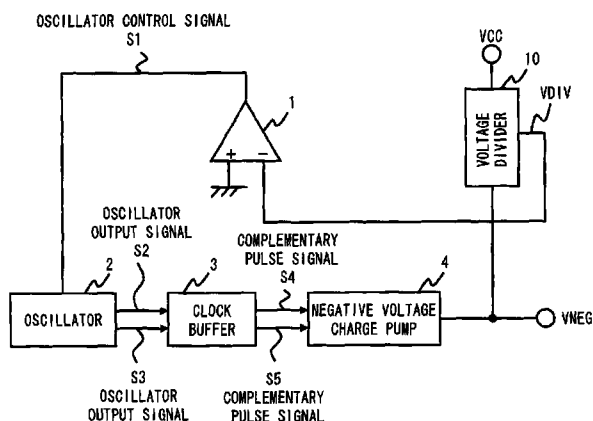 OSCILLATOR CONTROL SIGNAL
S1
VCC
10
VDIV
VOLTAGE
DIVIDER
1
+
−
OSCILLATOR
OUTPUT SIGNAL
S2
COMPLEMENTARY
PULSE SIGNAL
S4
2
3
4
OSCILLATOR
CLOCK
BUFFER
NEGATIVE VOLTAGE
CHARGE PUMP
VNEG
S3
OSCILLATOR
OUTPUT SIGNAL
S5
COMPLEMENTARY
PULSE SIGNAL